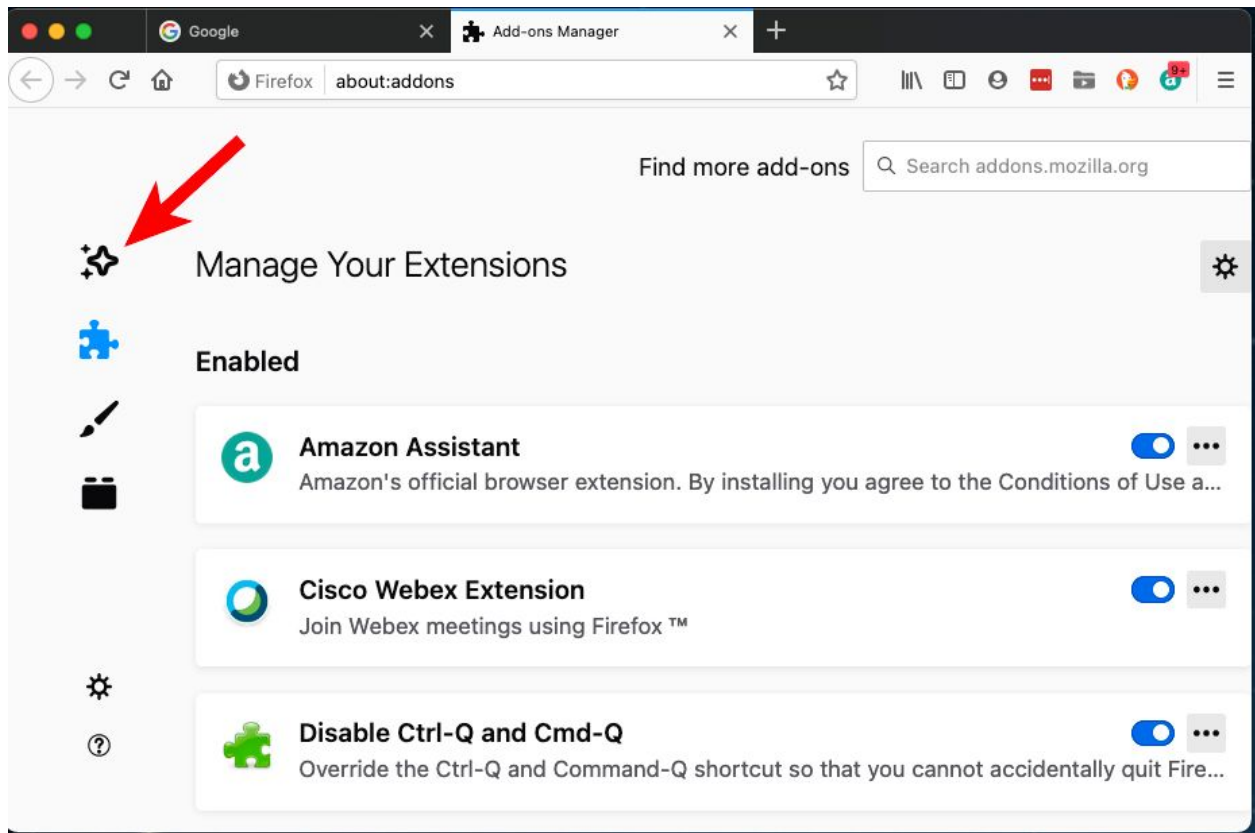 Google
Add-ons Manager
Firefox
about:addons
9+
Find more add-ons
Search addons.mozilla.org
Manage Your Extensions
Enabled
Amazon Assistant
Amazon's official browser extension. By installing you agree to the Conditions of Use a...
Cisco Webex Extension
Join Webex meetings using Firefox ™
Disable Ctrl-Q and Cmd-Q
Override the Ctrl-Q and Command-Q shortcut so that you cannot accidentally quit Fire...